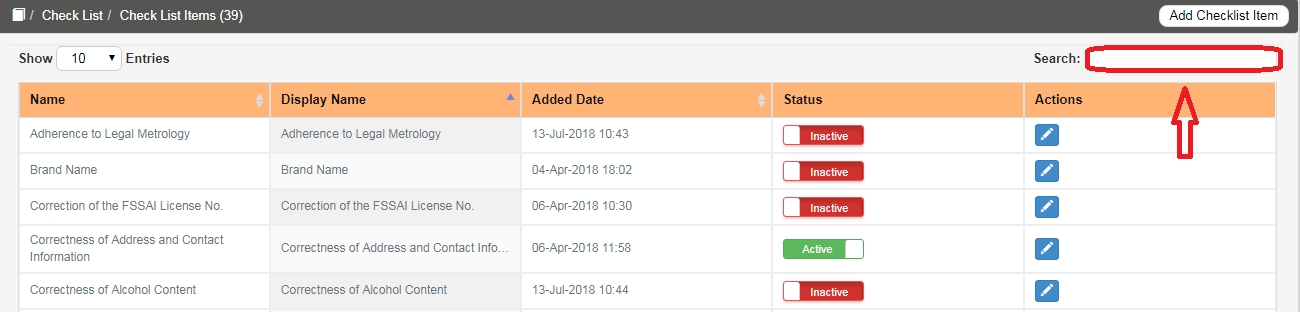 / Check List / Check List Items (39) Add Checklist Item
Show 10 Entries Search:
Name Display Name Added Date Status Actions
Adherence to Legal Metrology Adherence to Legal Metrology 13-Jul-2018 10:43 Inactive
Brand Name Brand Name 04-Apr-2018 18:02 Inactive
Correction of the FSSAI License No. Correction of the FSSAI License No. 06-Apr-2018 10:30 Inactive
Correctness of Address and Contact
Information Correctness of Address and Contact Info... 06-Apr-2018 11:58 Active
Correctness of Alcohol Content Correctness of Alcohol Content 13-Jul-2018 10:44 Inactive